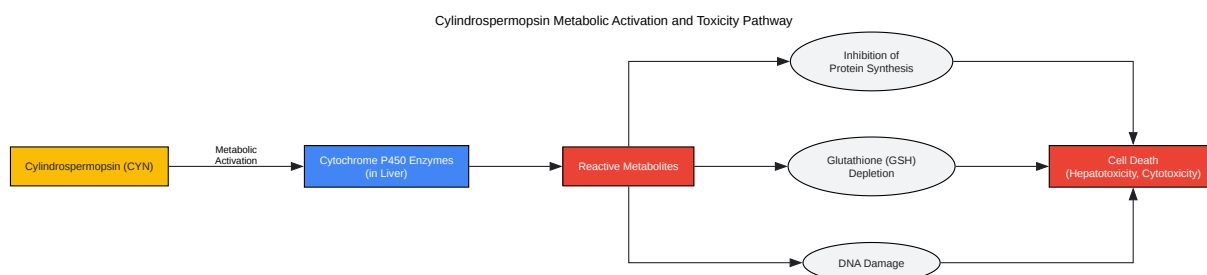 Cylindrospermopsin Metabolic Activation and Toxicity Pathway
Inhibition of
Protein Synthesis
Metabolic
Activation
Cylindrospermopsin (CYN)
Cytochrome P450 Enzymes
(in Liver)
Reactive Metabolites
Glutathione (GSH)
Depletion
Cell Death
(Hepatotoxicity, Cytotoxicity)
DNA Damage